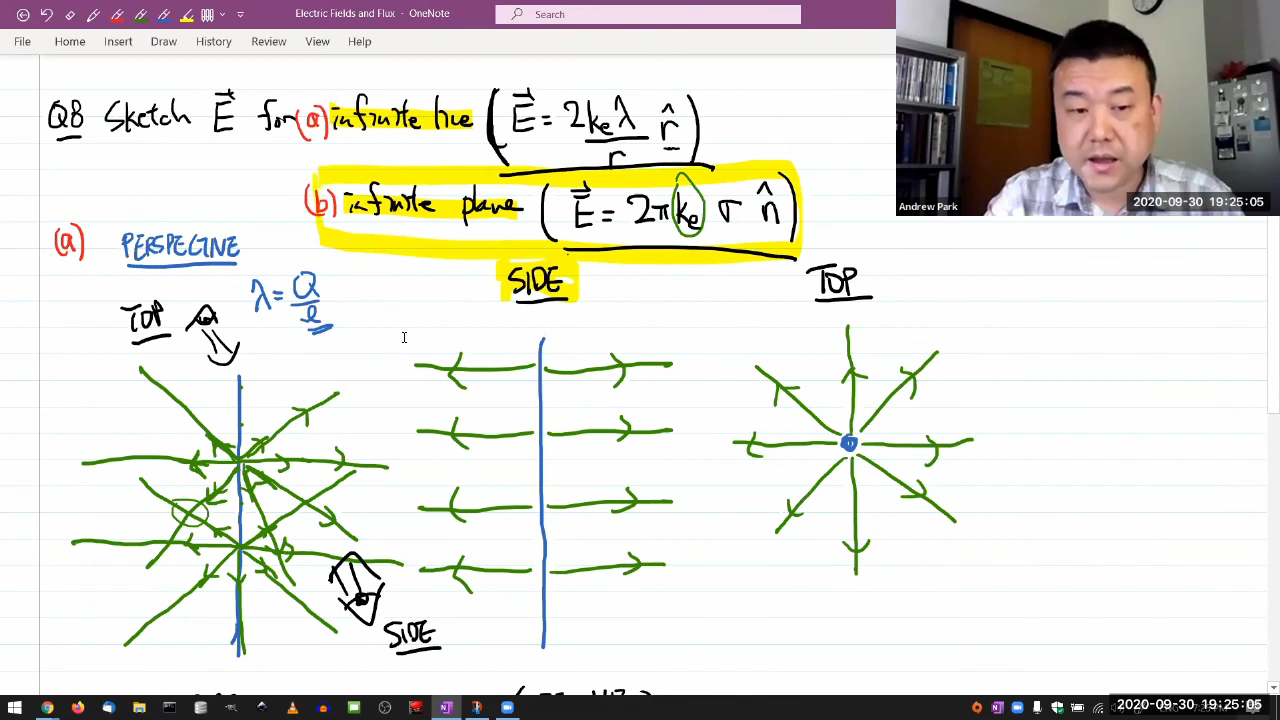 Electric Fields and Flux - OneNote
Search
File Home Insert Draw History Review View Help
Q8 Sketch E⃗ for (a) infinite line (E⃗ = 2keλ/r r̂)
(b) infinite plane (E⃗ = 2πke σ n̂)
(a) PERSPECTIVE
SIDE
TOP
TOP
λ = Q/ℓ
SIDE
Andrew Park
2020-09-30 19:25:05
2020-09-30 19:25:05